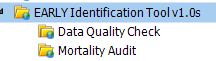 EARLY Identification Tool v1.0s
Data Quality Check
Mortality Audit